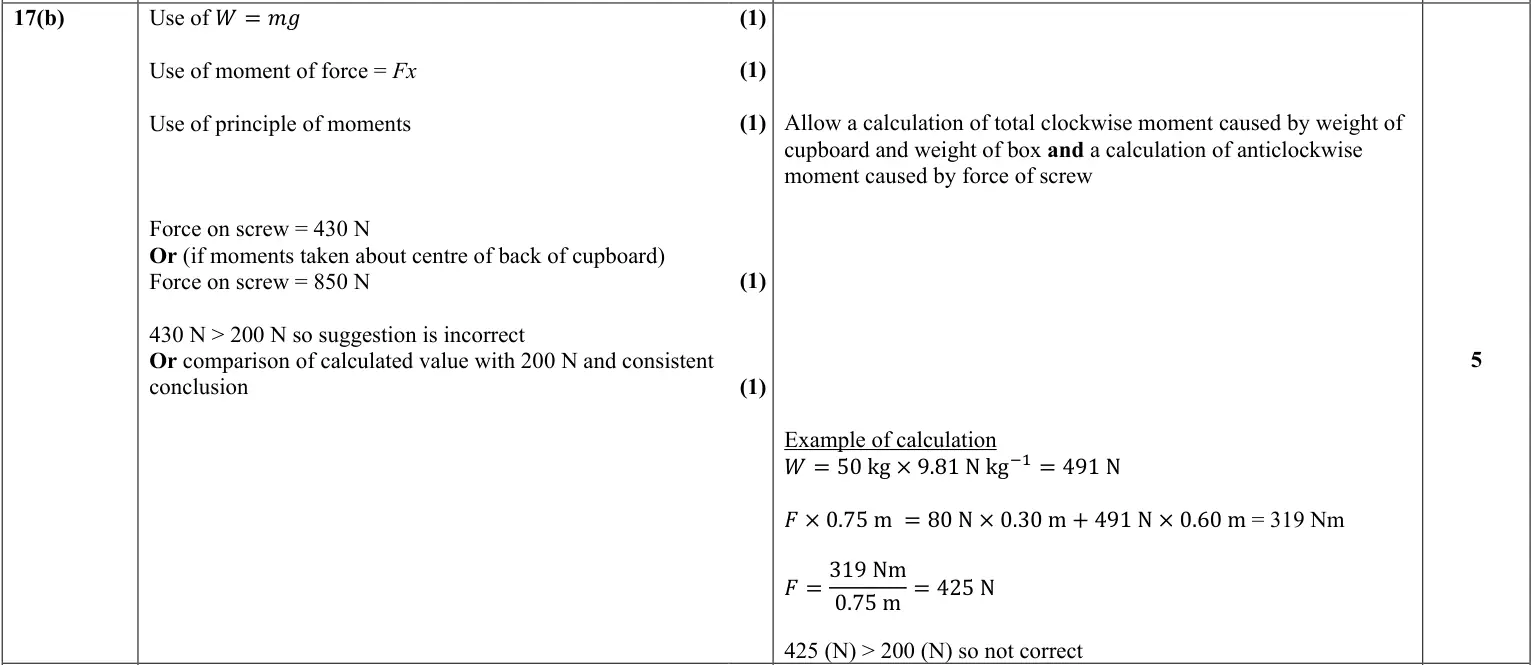 17(b)
Use of 𝑊 = 𝑚𝑔 (1)
Use of moment of force = Fx (1)
Use of principle of moments (1)
Force on screw = 430 N
Or (if moments taken about centre of back of cupboard)
Force on screw = 850 N (1)
430 N > 200 N so suggestion is incorrect
Or comparison of calculated value with 200 N and consistent
conclusion (1)
Allow a calculation of total clockwise moment caused by weight of
cupboard and weight of box and a calculation of anticlockwise
moment caused by force of screw
Example of calculation
𝑊 = 50 kg × 9.81 N kg⁻¹ = 491 N
𝐹 × 0.75 m = 80 N × 0.30 m + 491 N × 0.60 m = 319 Nm
𝐹 = 319 Nm / 0.75 m = 425 N
425 (N) > 200 (N) so not correct
5